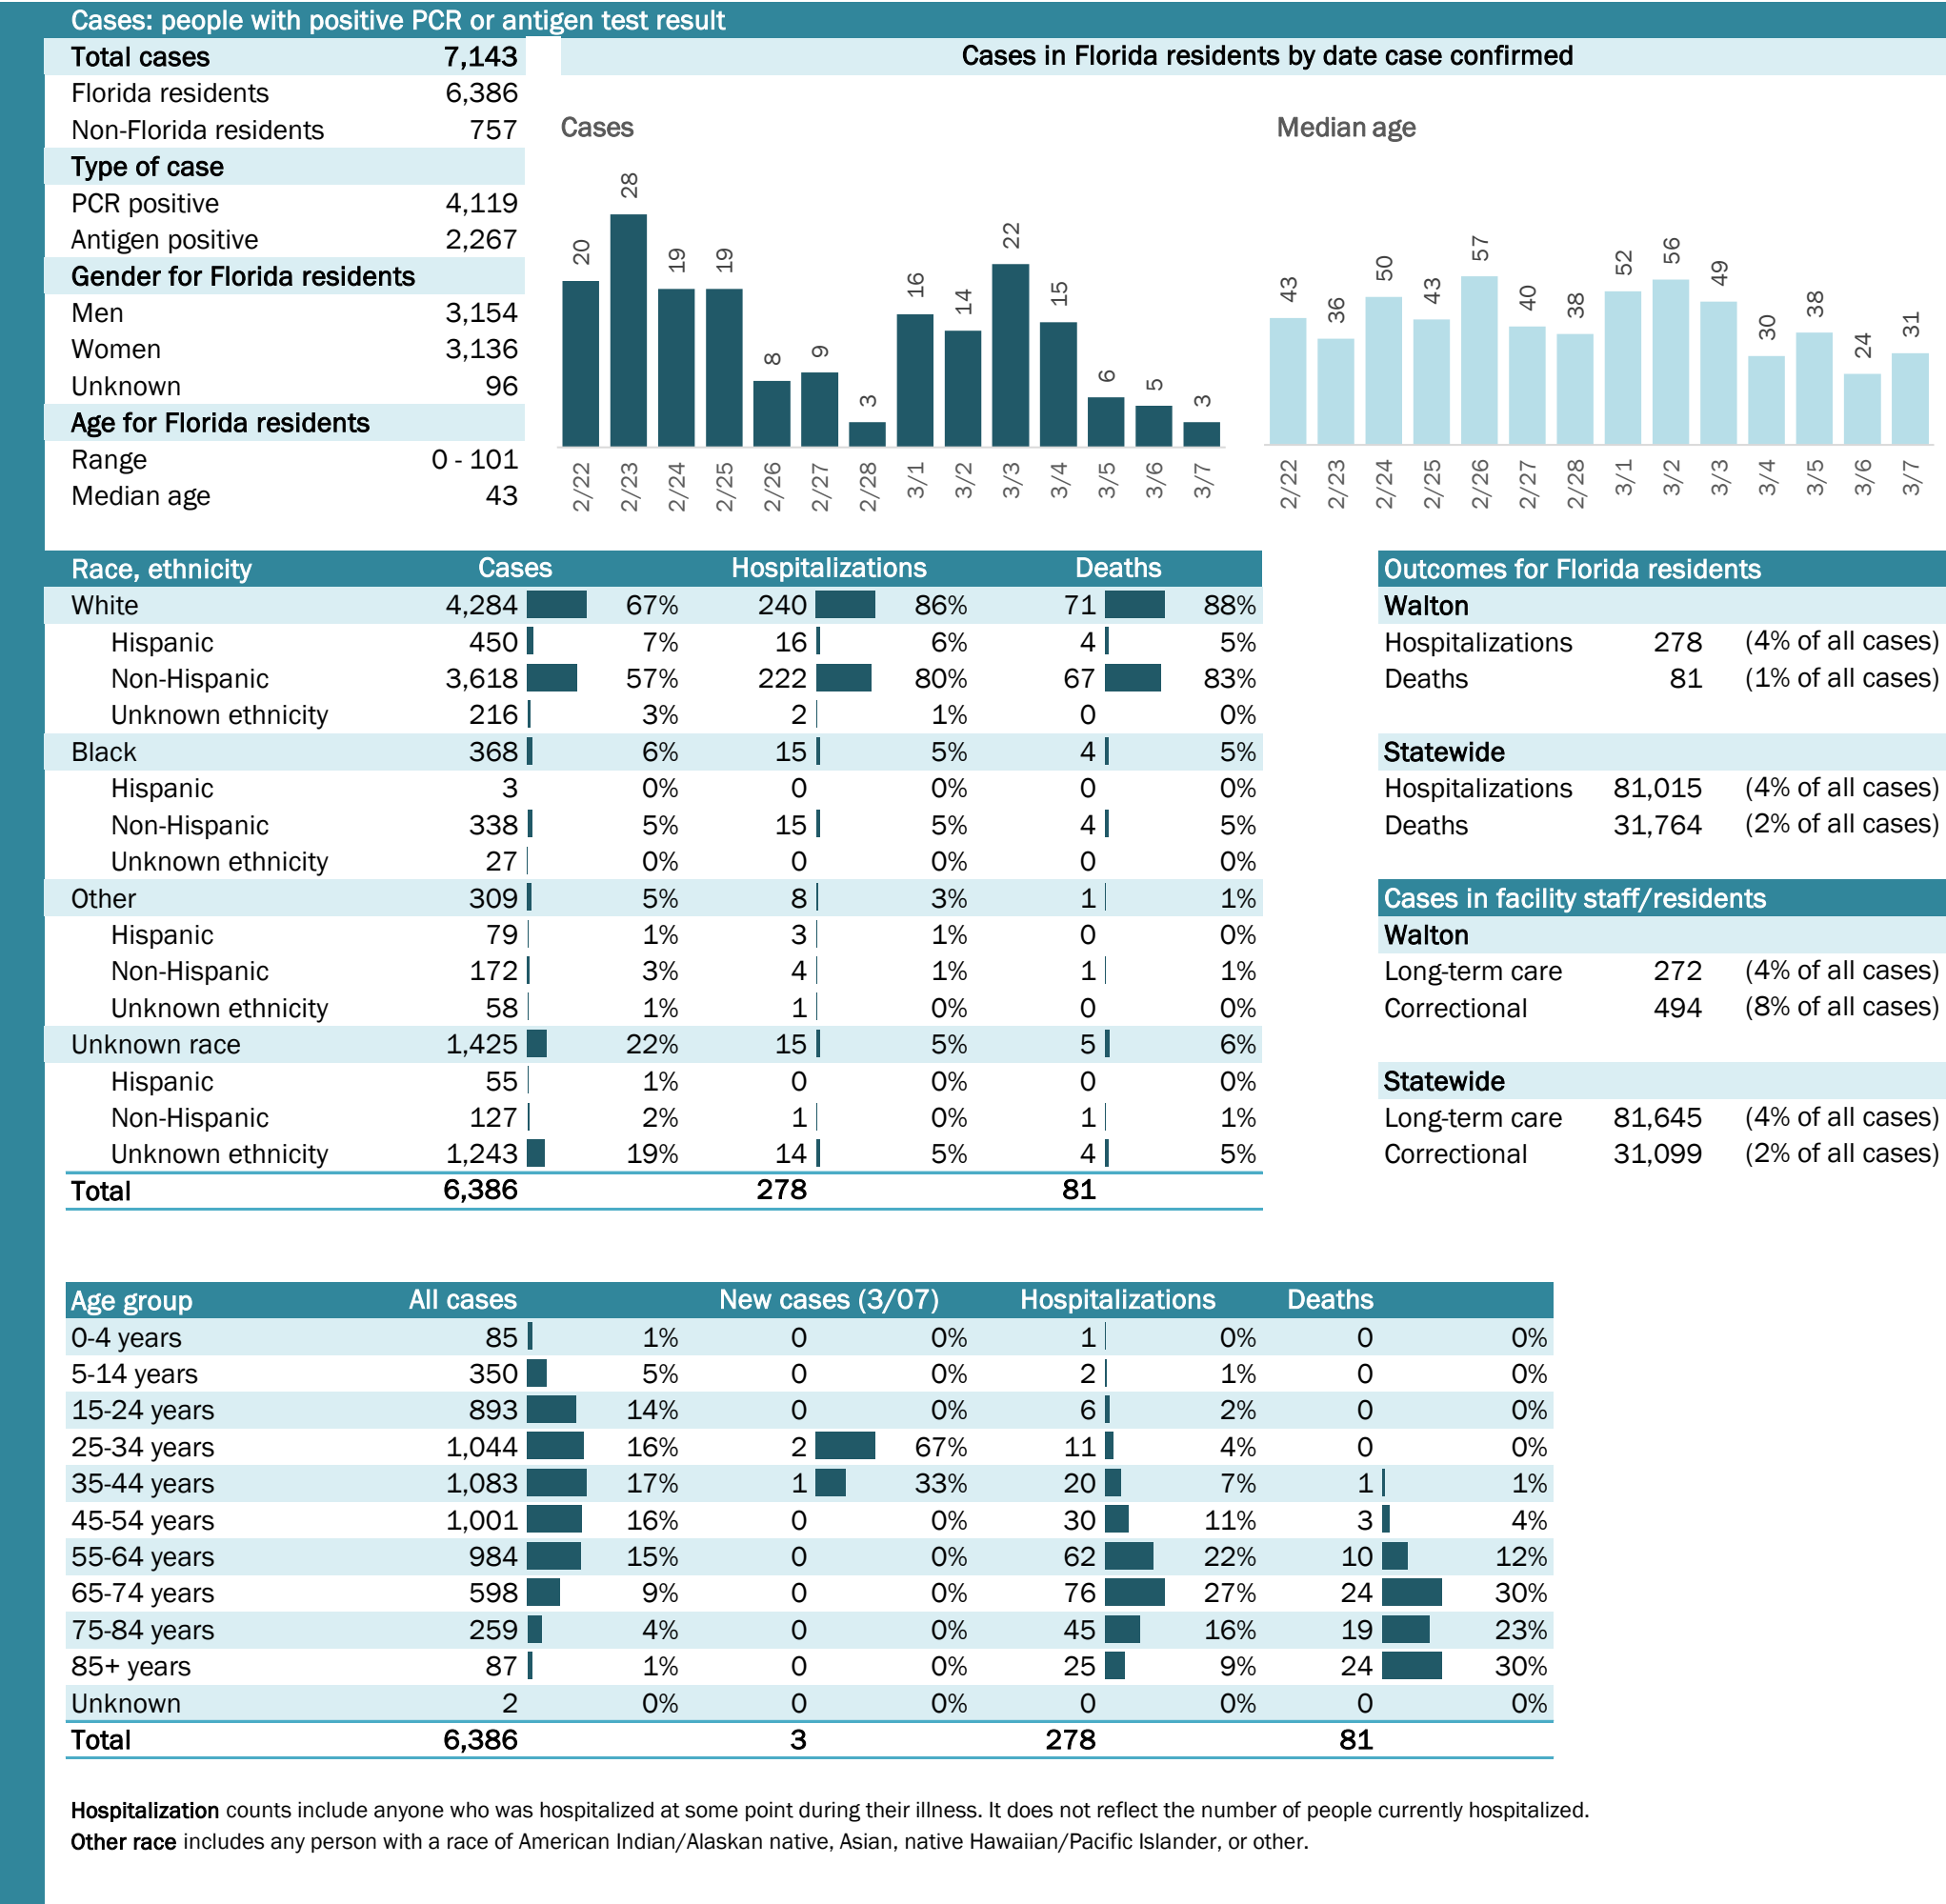 Cases: people with positive PCR or antigen test result
Total cases 7,143
Florida residents 6,386
Non-Florida residents 757
Type of case
PCR positive 4,119
Antigen positive 2,267
Gender for Florida residents
Men 3,154
Women 3,136
Unknown 96
Age for Florida residents
Range 0 - 101
Median age 43
Cases in Florida residents by date case confirmed
Cases
20 28 19 19 8 9 3 16 14 22 15 6 5 3
2/22 2/23 2/24 2/25 2/26 2/27 2/28 3/1 3/2 3/3 3/4 3/5 3/6 3/7
Median age
43 36 50 43 57 40 38 52 56 49 30 38 24 31
2/22 2/23 2/24 2/25 2/26 2/27 2/28 3/1 3/2 3/3 3/4 3/5 3/6 3/7
Race, ethnicity Cases Hospitalizations Deaths
White 4,284 67% 240 86% 71 88%
Hispanic 450 7% 16 6% 4 5%
Non-Hispanic 3,618 57% 222 80% 67 83%
Unknown ethnicity 216 3% 2 1% 0 0%
Black 368 6% 15 5% 4 5%
Hispanic 3 0% 0 0% 0 0%
Non-Hispanic 338 5% 15 5% 4 5%
Unknown ethnicity 27 0% 0 0% 0 0%
Other 309 5% 8 3% 1 1%
Hispanic 79 1% 3 1% 0 0%
Non-Hispanic 172 3% 4 1% 1 1%
Unknown ethnicity 58 1% 1 0% 0 0%
Unknown race 1,425 22% 15 5% 5 6%
Hispanic 55 1% 0 0% 0 0%
Non-Hispanic 127 2% 1 0% 1 1%
Unknown ethnicity 1,243 19% 14 5% 4 5%
Total 6,386 278 81
Outcomes for Florida residents
Walton
Hospitalizations 278 (4% of all cases)
Deaths 81 (1% of all cases)
Statewide
Hospitalizations 81,015 (4% of all cases)
Deaths 31,764 (2% of all cases)
Cases in facility staff/residents
Walton
Long-term care 272 (4% of all cases)
Correctional 494 (8% of all cases)
Statewide
Long-term care 81,645 (4% of all cases)
Correctional 31,099 (2% of all cases)
Age group All cases New cases (3/07) Hospitalizations Deaths
0-4 years 85 1% 0 0% 1 0% 0 0%
5-14 years 350 5% 0 0% 2 1% 0 0%
15-24 years 893 14% 0 0% 6 2% 0 0%
25-34 years 1,044 16% 2 67% 11 4% 0 0%
35-44 years 1,083 17% 1 33% 20 7% 1 1%
45-54 years 1,001 16% 0 0% 30 11% 3 4%
55-64 years 984 15% 0 0% 62 22% 10 12%
65-74 years 598 9% 0 0% 76 27% 24 30%
75-84 years 259 4% 0 0% 45 16% 19 23%
85+ years 87 1% 0 0% 25 9% 24 30%
Unknown 2 0% 0 0% 0 0% 0 0%
Total 6,386 3 278 81
Hospitalization counts include anyone who was hospitalized at some point during their illness. It does not reflect the number of people currently hospitalized.
Other race includes any person with a race of American Indian/Alaskan native, Asian, native Hawaiian/Pacific Islander, or other.